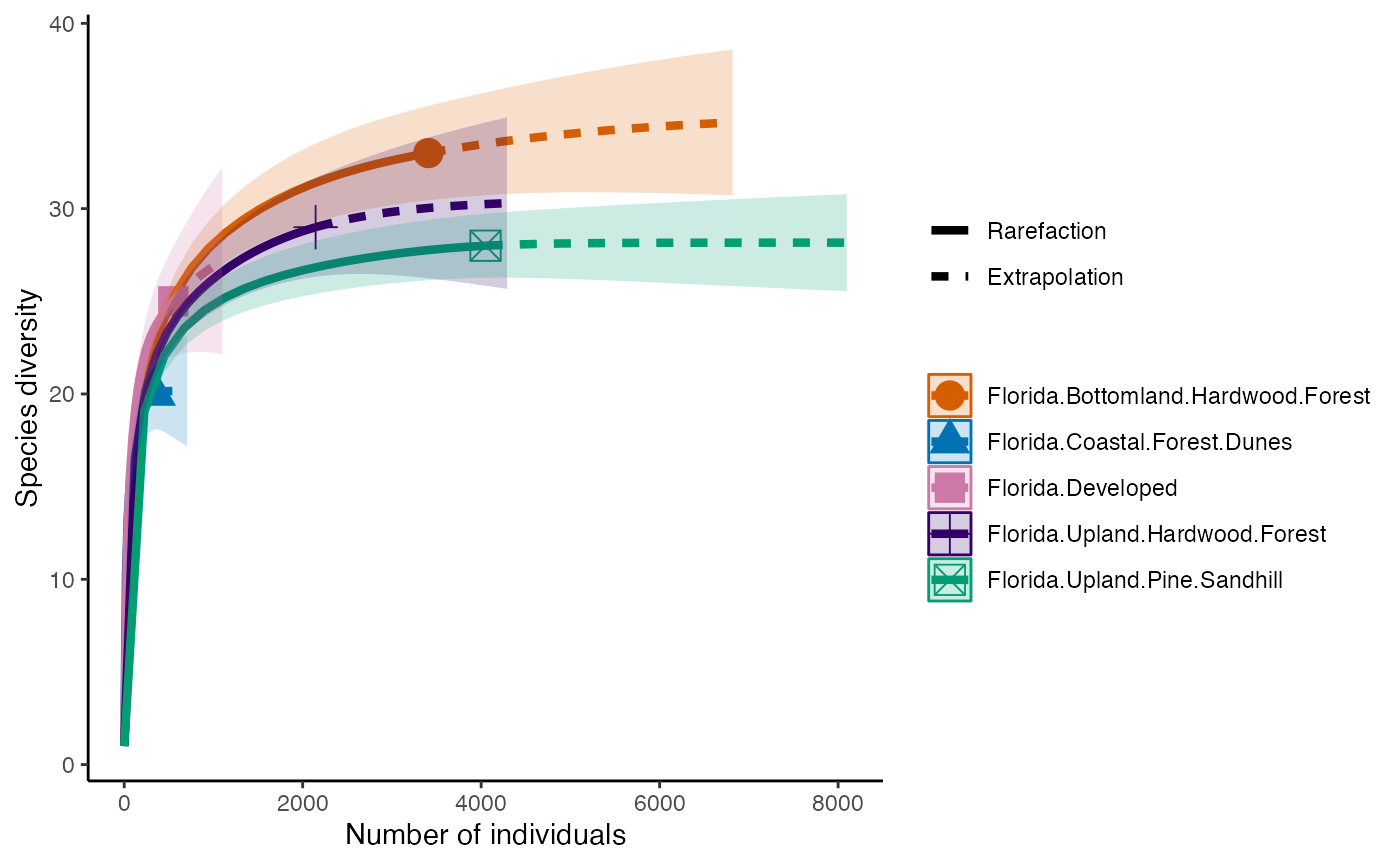 40
30
20
10
0
0 2000 4000 6000 8000
Number of individuals
Species diversity
Rarefaction
Extrapolation
Florida.Bottomland.Hardwood.Forest
Florida.Coastal.Forest.Dunes
Florida.Developed
Florida.Upland.Hardwood.Forest
Florida.Upland.Pine.Sandhill